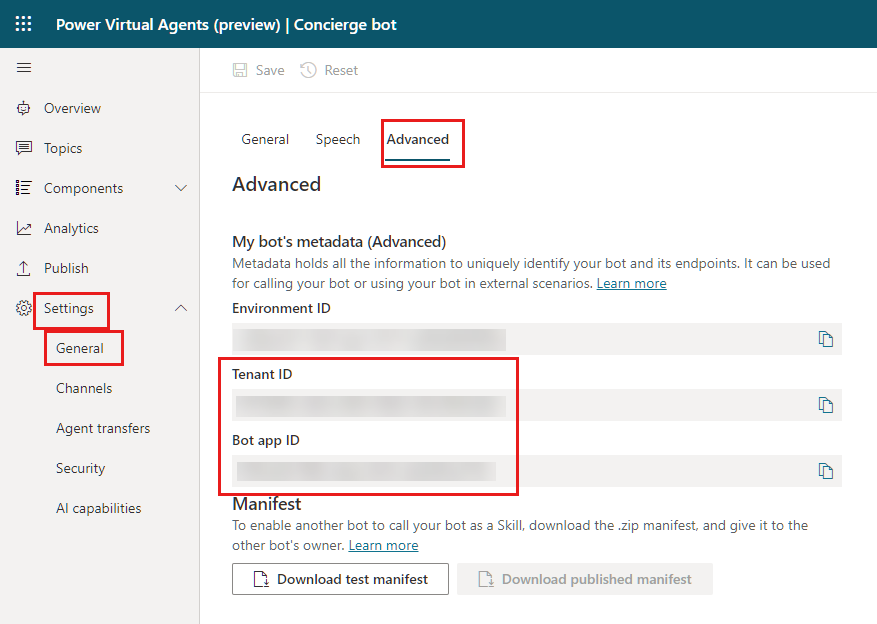 Power Virtual Agents (preview) | Concierge bot
Save
Reset
Overview
Topics
Components
Analytics
Publish
Settings
General
Channels
Agent transfers
Security
AI capabilities
General
Speech
Advanced
Advanced
My bot's metadata (Advanced)
Metadata holds all the information to uniquely identify your bot and its endpoints. It can be used
for calling your bot or using your bot in external scenarios. Learn more
Environment ID
Tenant ID
Bot app ID
Manifest
To enable another bot to call your bot as a Skill, download the .zip manifest, and give it to the
other bot's owner. Learn more
Download test manifest
Download published manifest